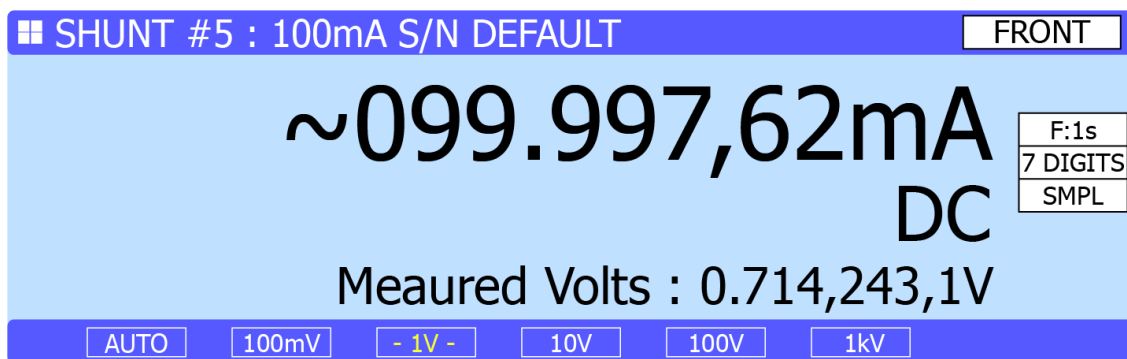 SHUNT #5 : 100mA S/N DEFAULT FRONT
~099.997,62mA
F:1s
7 DIGITS
SMPL
DC
Meaured Volts : 0.714,243,1V
AUTO 100mV - 1V - 10V 100V 1kV